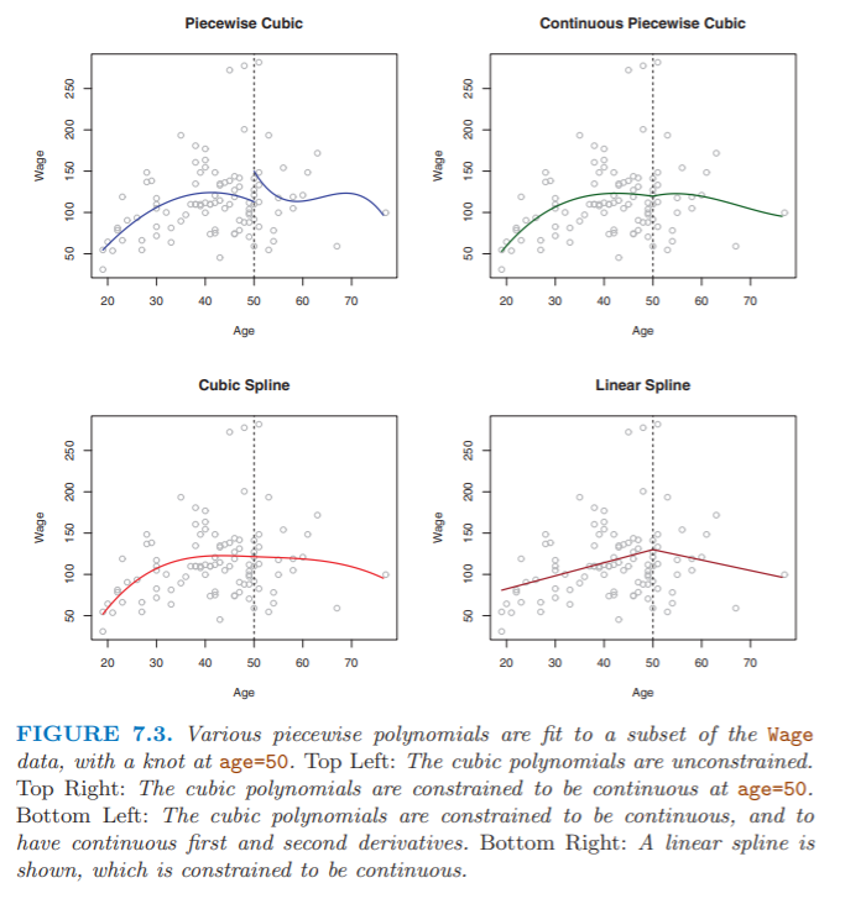 Piecewise Cubic
Wage
50 100 150 200 250
20 30 40 50 60 70
Age
Continuous Piecewise Cubic
Wage
50 100 150 200 250
20 30 40 50 60 70
Age
Cubic Spline
Wage
50 100 150 200 250
20 30 40 50 60 70
Age
Linear Spline
Wage
50 100 150 200 250
20 30 40 50 60 70
Age
FIGURE 7.3. Various piecewise polynomials are fit to a subset of the Wage
data, with a knot at age=50. Top Left: The cubic polynomials are unconstrained.
Top Right: The cubic polynomials are constrained to be continuous at age=50.
Bottom Left: The cubic polynomials are constrained to be continuous, and to
have continuous first and second derivatives. Bottom Right: A linear spline is
shown, which is constrained to be continuous.